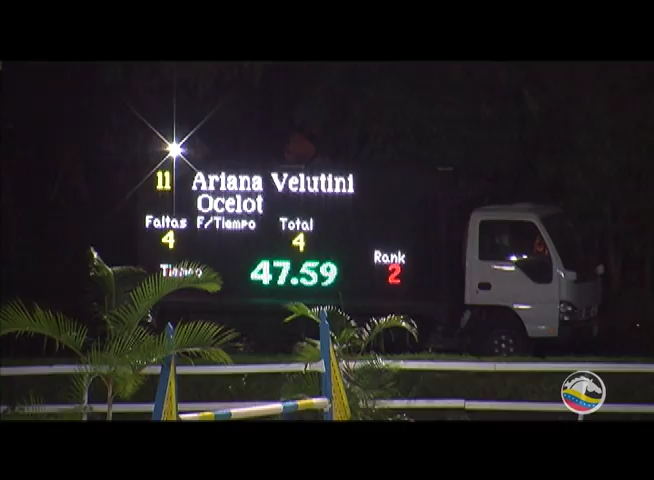 11 Ariana Velutini
Ocelot
Faltas F/Tiempo Total
4 4
Tiempo 47.59 Rank
2